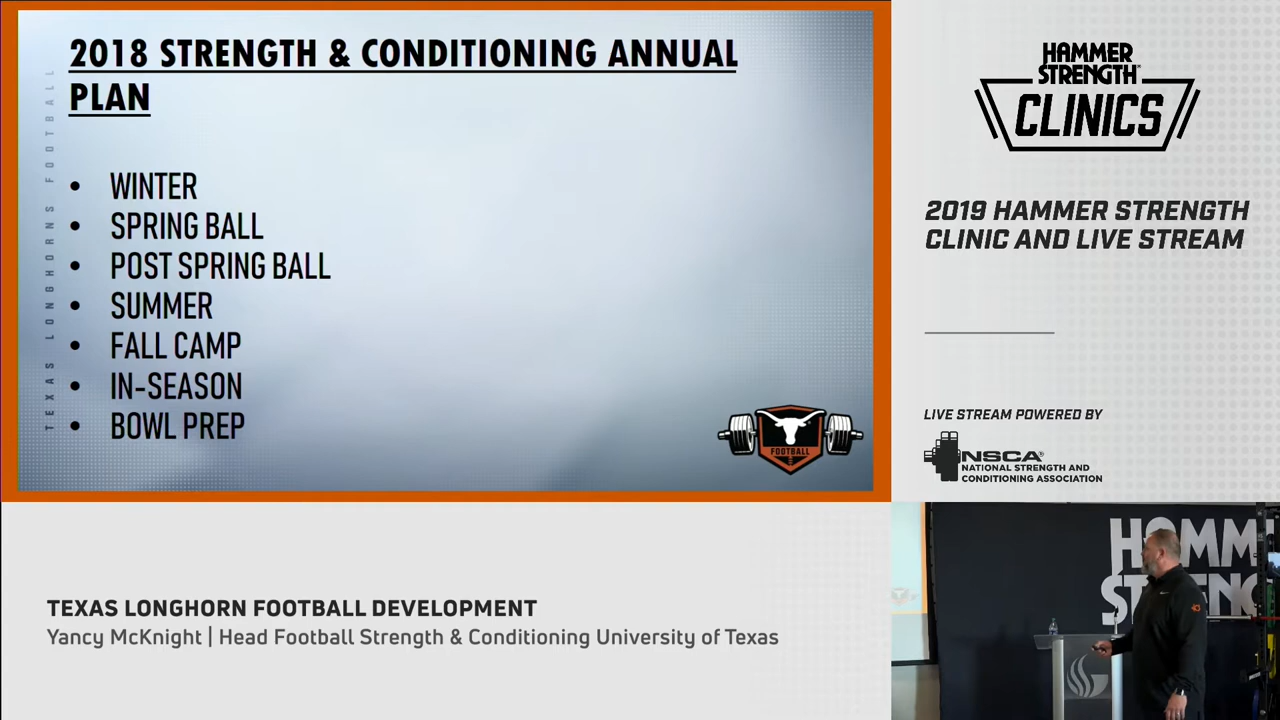 2018 STRENGTH & CONDITIONING ANNUAL
PLAN
TEXAS LONGHORNS FOOTBALL
• WINTER
• SPRING BALL
• POST SPRING BALL
• SUMMER
• FALL CAMP
• IN-SEASON
• BOWL PREP
FOOTBALL
HAMMER
STRENGTH®
CLINICS
2019 HAMMER STRENGTH
CLINIC AND LIVE STREAM
LIVE STREAM POWERED BY
NSCA®
NATIONAL STRENGTH AND
CONDITIONING ASSOCIATION
TEXAS LONGHORN FOOTBALL DEVELOPMENT
Yancy McKnight | Head Football Strength & Conditioning University of Texas
HAMM
STRENG